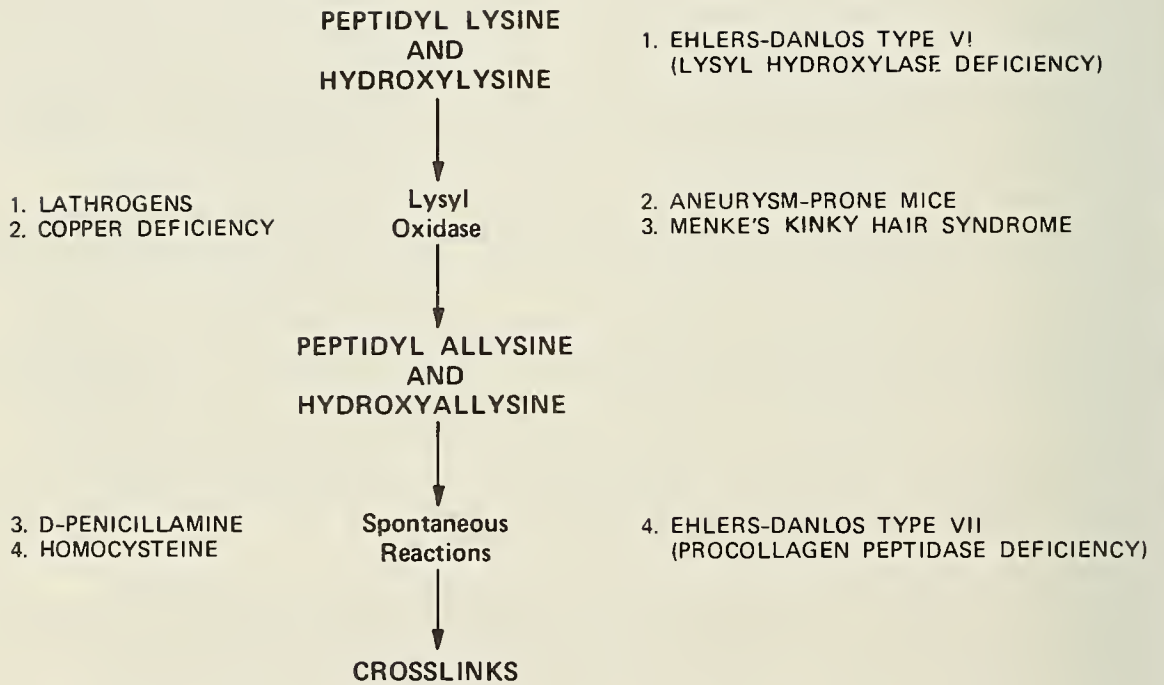 PEPTIDYL LYSINE
AND
HYDROXYLYSINE
1. EHLERS-DANLOS TYPE VI
(LYSYL HYDROXYLASE DEFICIENCY)
1. LATHROGENS
2. COPPER DEFICIENCY
Lysyl
Oxidase
2. ANEURYSM-PRONE MICE
3. MENKE'S KINKY HAIR SYNDROME
PEPTIDYL ALLYSINE
AND
HYDROXYALLYSINE
3. D-PENICILLAMINE
4. HOMOCYSTEINE
Spontaneous
Reactions
4. EHLERS-DANLOS TYPE VII
(PROCOLLAGEN PEPTIDASE DEFICIENCY)
CROSSLINKS